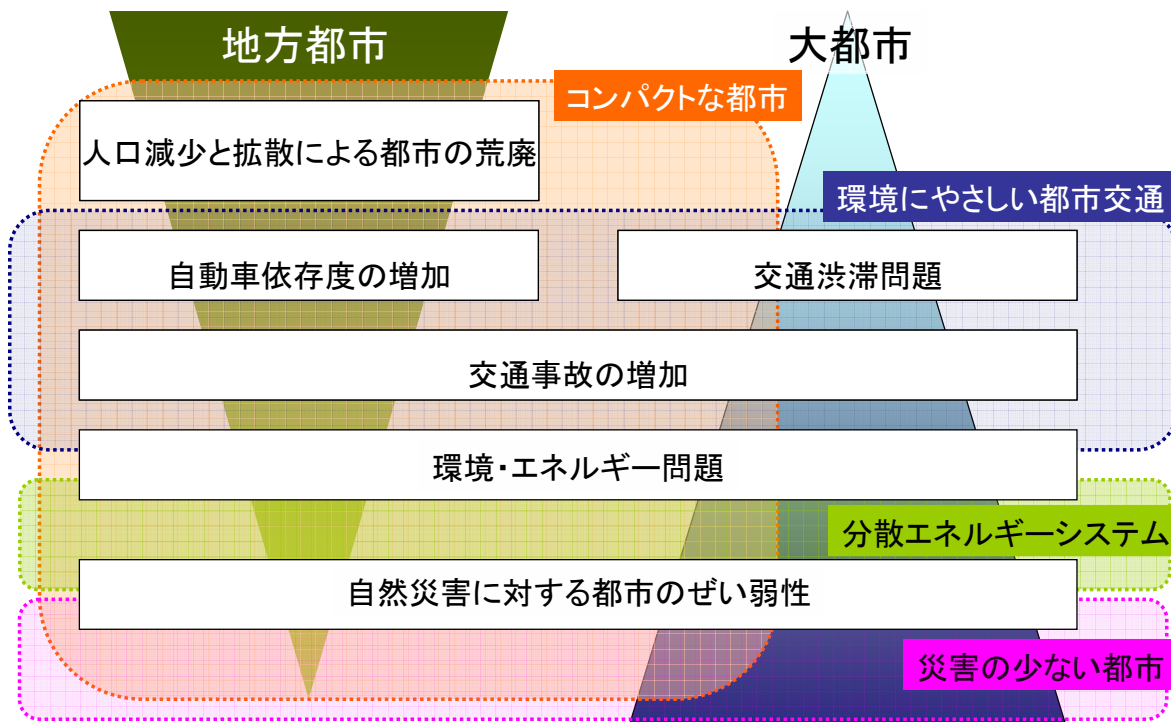 地方都市
大都市
コンパクトな都市
人口減少と拡散による都市の荒廃
環境にやさしい都市交通
自動車依存度の増加
交通渋滞問題
交通事故の増加
環境・エネルギー問題
分散エネルギーシステム
自然災害に対する都市のぜい弱性
災害の少ない都市